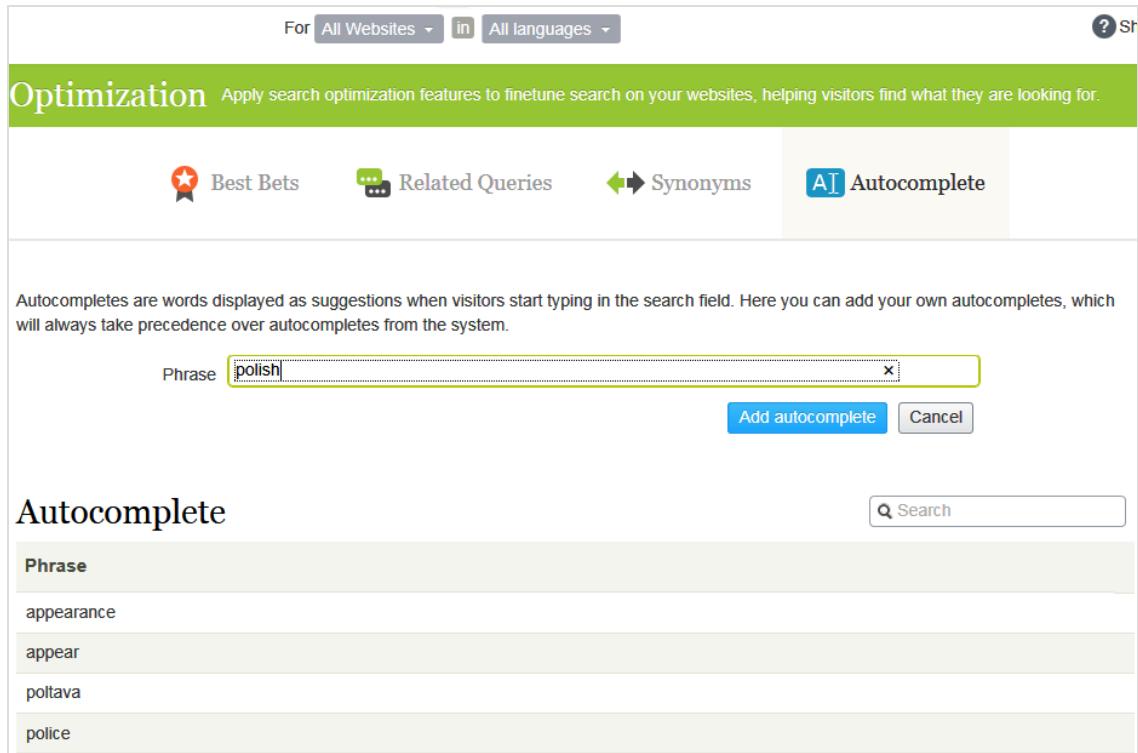 For All Websites in All languages ? Sh
Optimization Apply search optimization features to finetune search on your websites, helping visitors find what they are looking for.
Best Bets Related Queries Synonyms AI Autocomplete
Autocompletes are words displayed as suggestions when visitors start typing in the search field. Here you can add your own autocompletes, which
will always take precedence over autocompletes from the system.
Phrase polish ×
Add autocomplete Cancel
Autocomplete Search
Phrase
appearance
appear
poltava
police